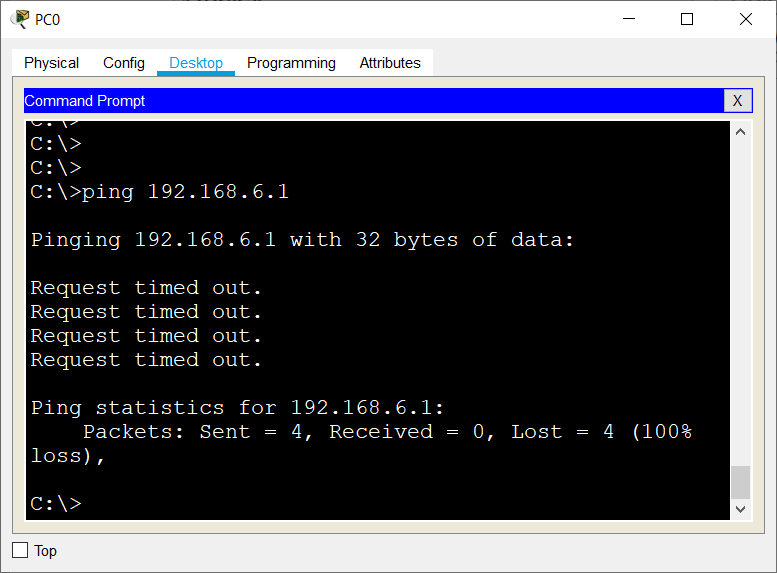 PC0
Physical Config Desktop Programming Attributes
Command Prompt X
C:\>
C:\>
C:\>
C:\>ping 192.168.6.1
Pinging 192.168.6.1 with 32 bytes of data:
Request timed out.
Request timed out.
Request timed out.
Request timed out.
Ping statistics for 192.168.6.1:
Packets: Sent = 4, Received = 0, Lost = 4 (100%
loss),
C:\>
Top